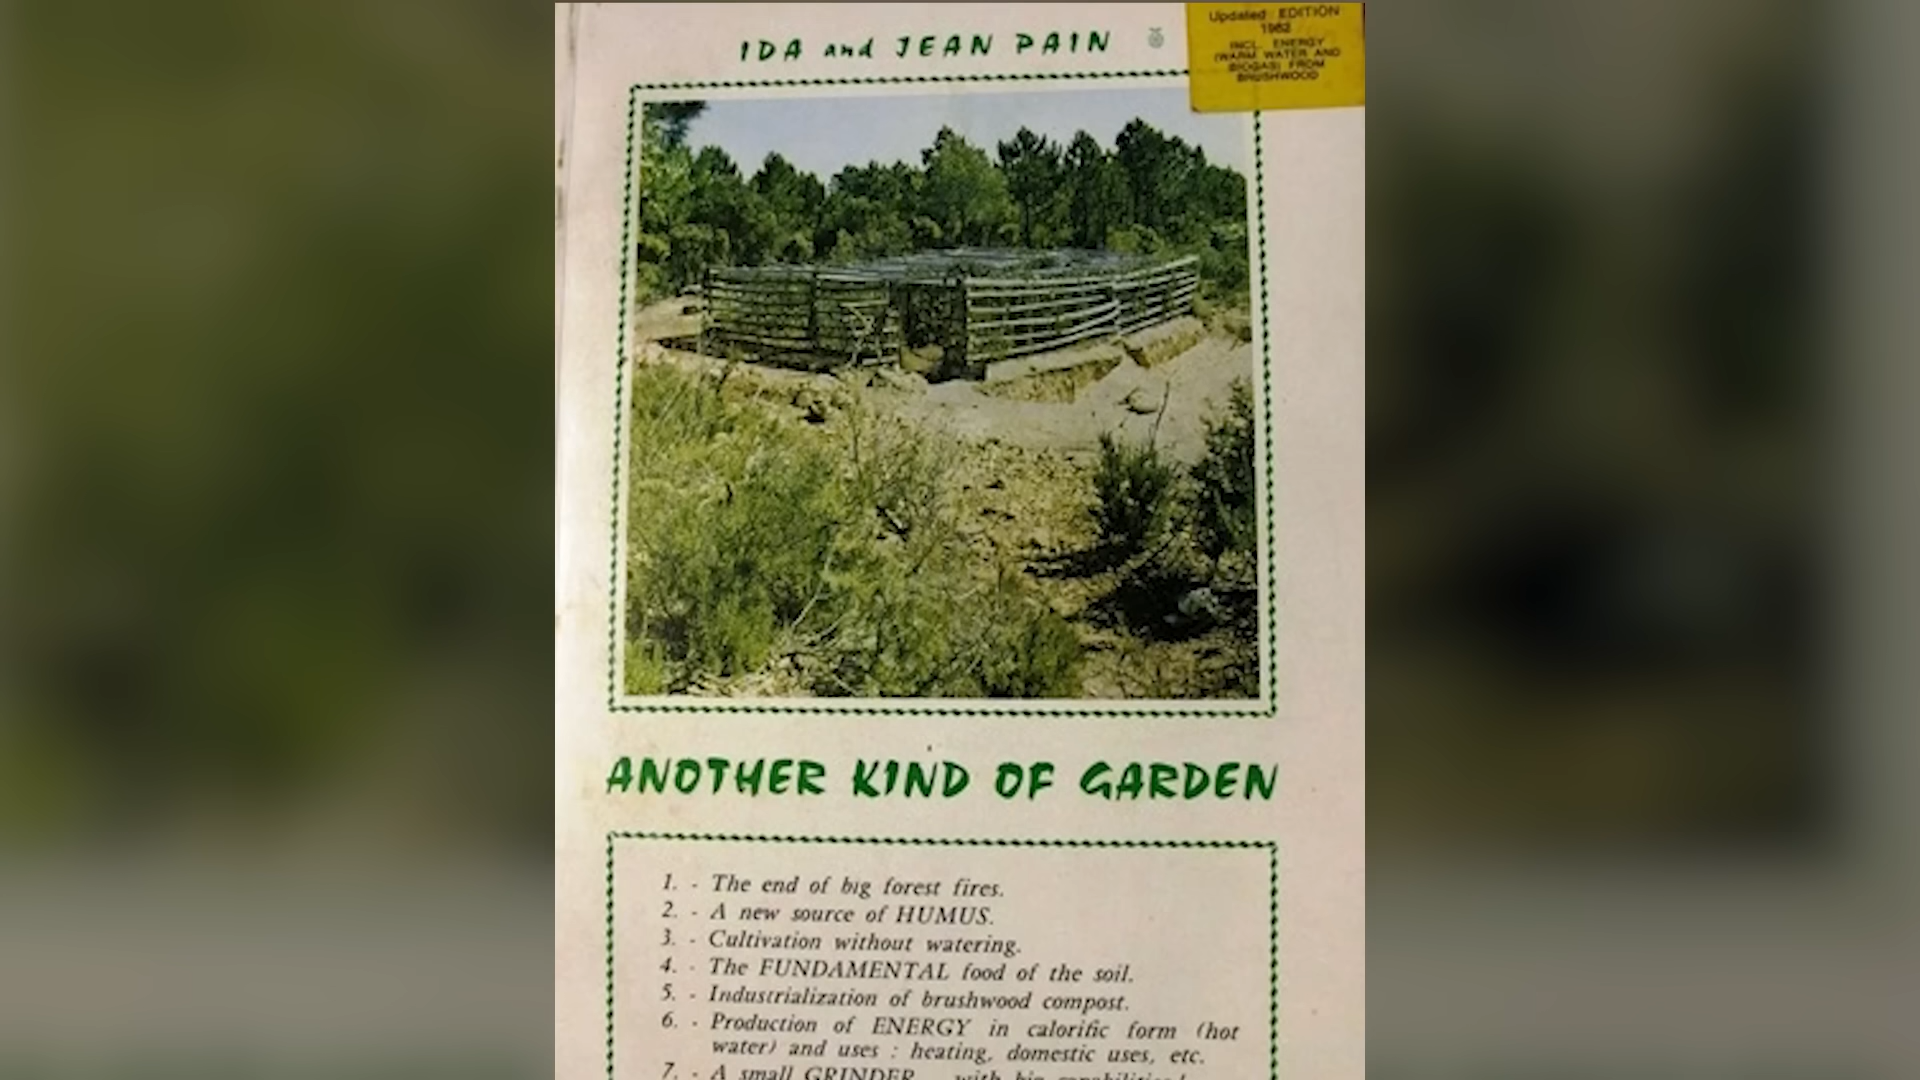 IDA and JEAN PAIN
Updated EDITION
1982
INCL. ENERGY
(WARM WATER AND
BIOGAS) FROM
BRUSHWOOD
ANOTHER KIND OF GARDEN
1. - The end of big forest fires.
2. - A new source of HUMUS.
3. - Cultivation without watering.
4. - The FUNDAMENTAL food of the soil.
5. - Industrialization of brushwood compost.
6. - Production of ENERGY in calorific form (hot
water) and uses : heating, domestic uses, etc.
7. - A small GRINDER... with big capabilities !